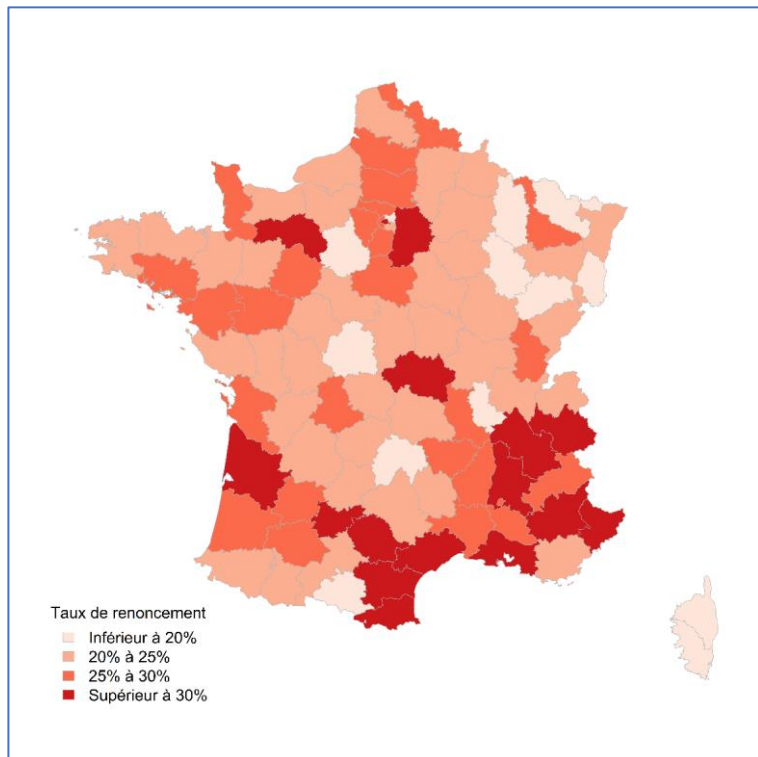 Taux de renoncement
Inférieur à 20%
20% à 25%
25% à 30%
Supérieur à 30%